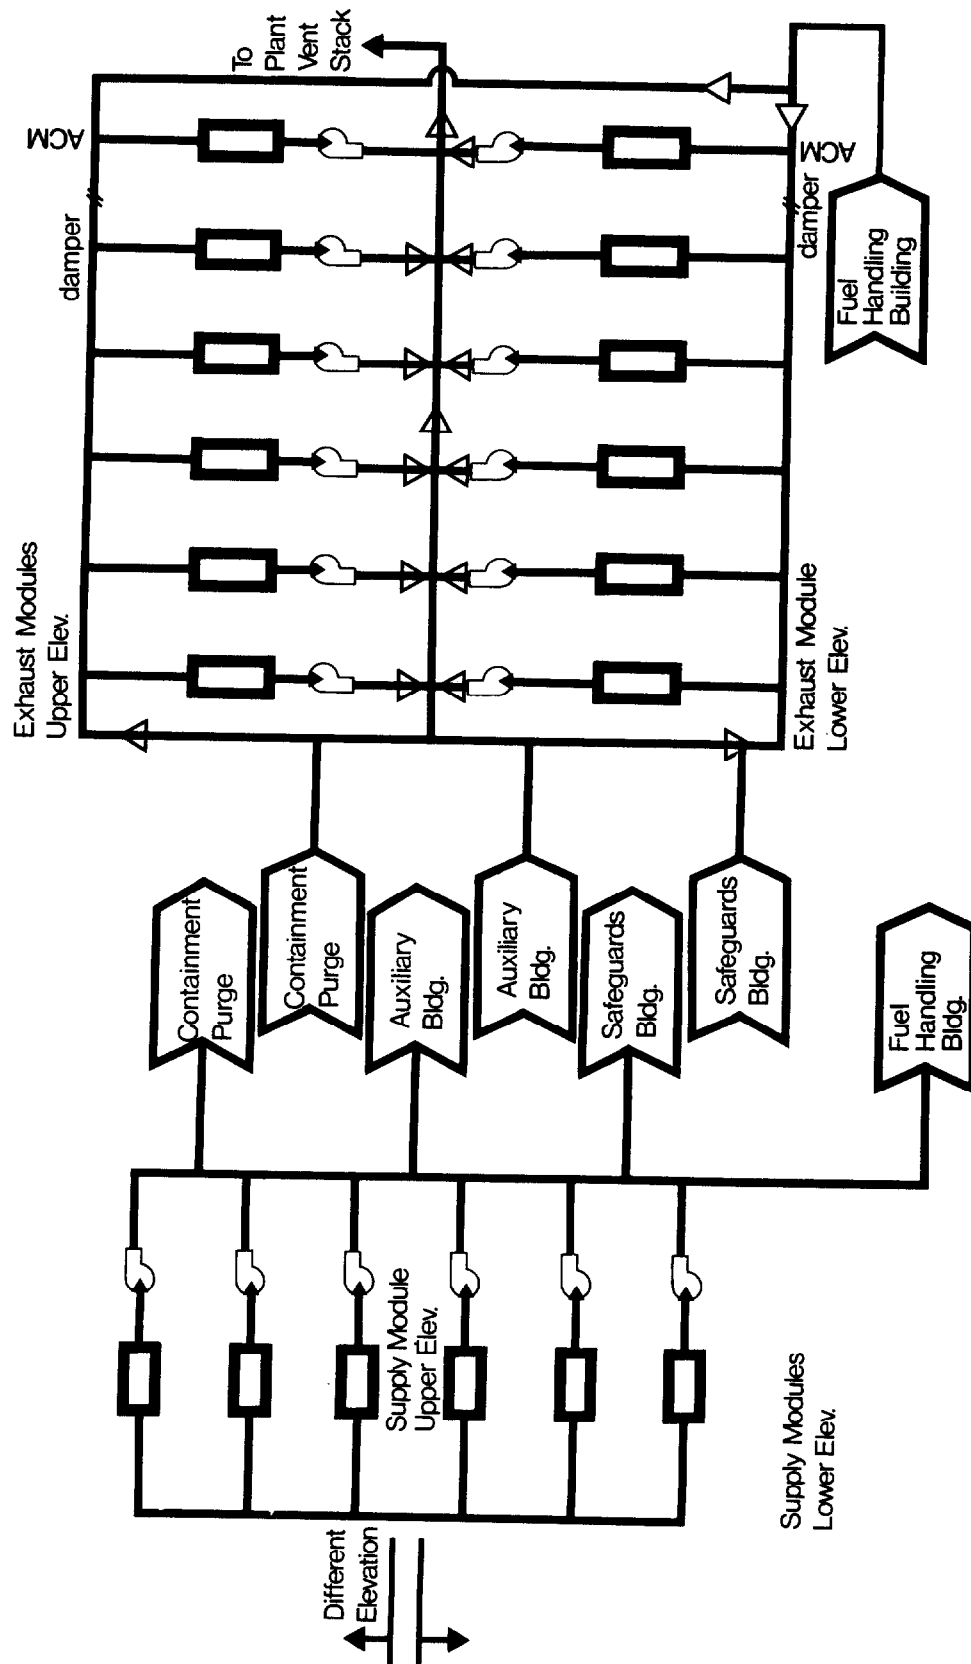 To
Plant
Vent
Stack
ACM
damper
Exhaust Modules
Upper Elev.
ACM
damper
Fuel
Handling
Building
Exhaust Module
Lower Elev.
Containment
Purge
Containment
Purge
Auxiliary
Bldg.
Auxiliary
Bldg.
Safeguards
Bldg.
Safeguards
Bldg.
Fuel
Handling
Bldg.
Supply Module
Upper Elev.
Supply Modules
Lower Elev.
Different
Elevation